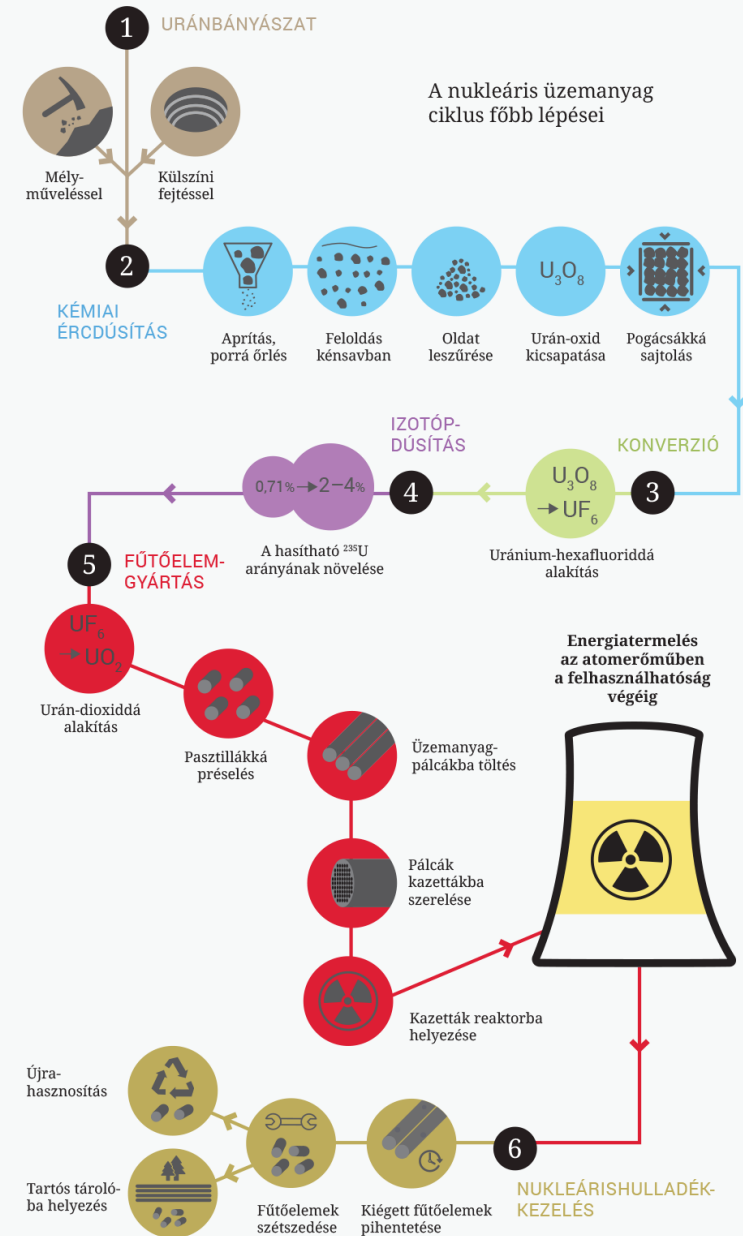 1
URÁNBÁNYÁSZAT
A nukleáris üzemanyag
ciklus főbb lépései
Mély-
műveléssel
Külszíni
fejtéssel
2
KÉMIAI
ÉRCDÚSÍTÁS
Aprítás,
porrá őrlés
Feloldás
kénsavban
Oldat
leszűrése
U₃O₈
Urán-oxid
kicsapatása
Pogácsákká
sajtolás
3
KONVERZIÓ
U₃O₈
→ UF₆
Uránium-hexafluoriddá
alakítás
4
IZOTÓP-
DÚSÍTÁS
0,71% → 2–4%
A hasítható ²³⁵U
arányának növelése
5
FŰTŐELEM-
GYÁRTÁS
UF₆
→ UO₂
Urán-dioxiddá
alakítás
Pasztillákká
préselés
Üzemanyag-
pálcákba töltés
Pálcák
kazettákba
szerelése
Kazetták reaktorba
helyezése
Energiatermelés
az atomerőműben
a felhasználhatóság
végéig
6
NUKLEÁRISHULLADÉK-
KEZELÉS
Kiégett fűtőelemek
pihentetése
Fűtőelemek
szétszedése
Újra-
hasznosítás
Tartós tároló-
ba helyezés